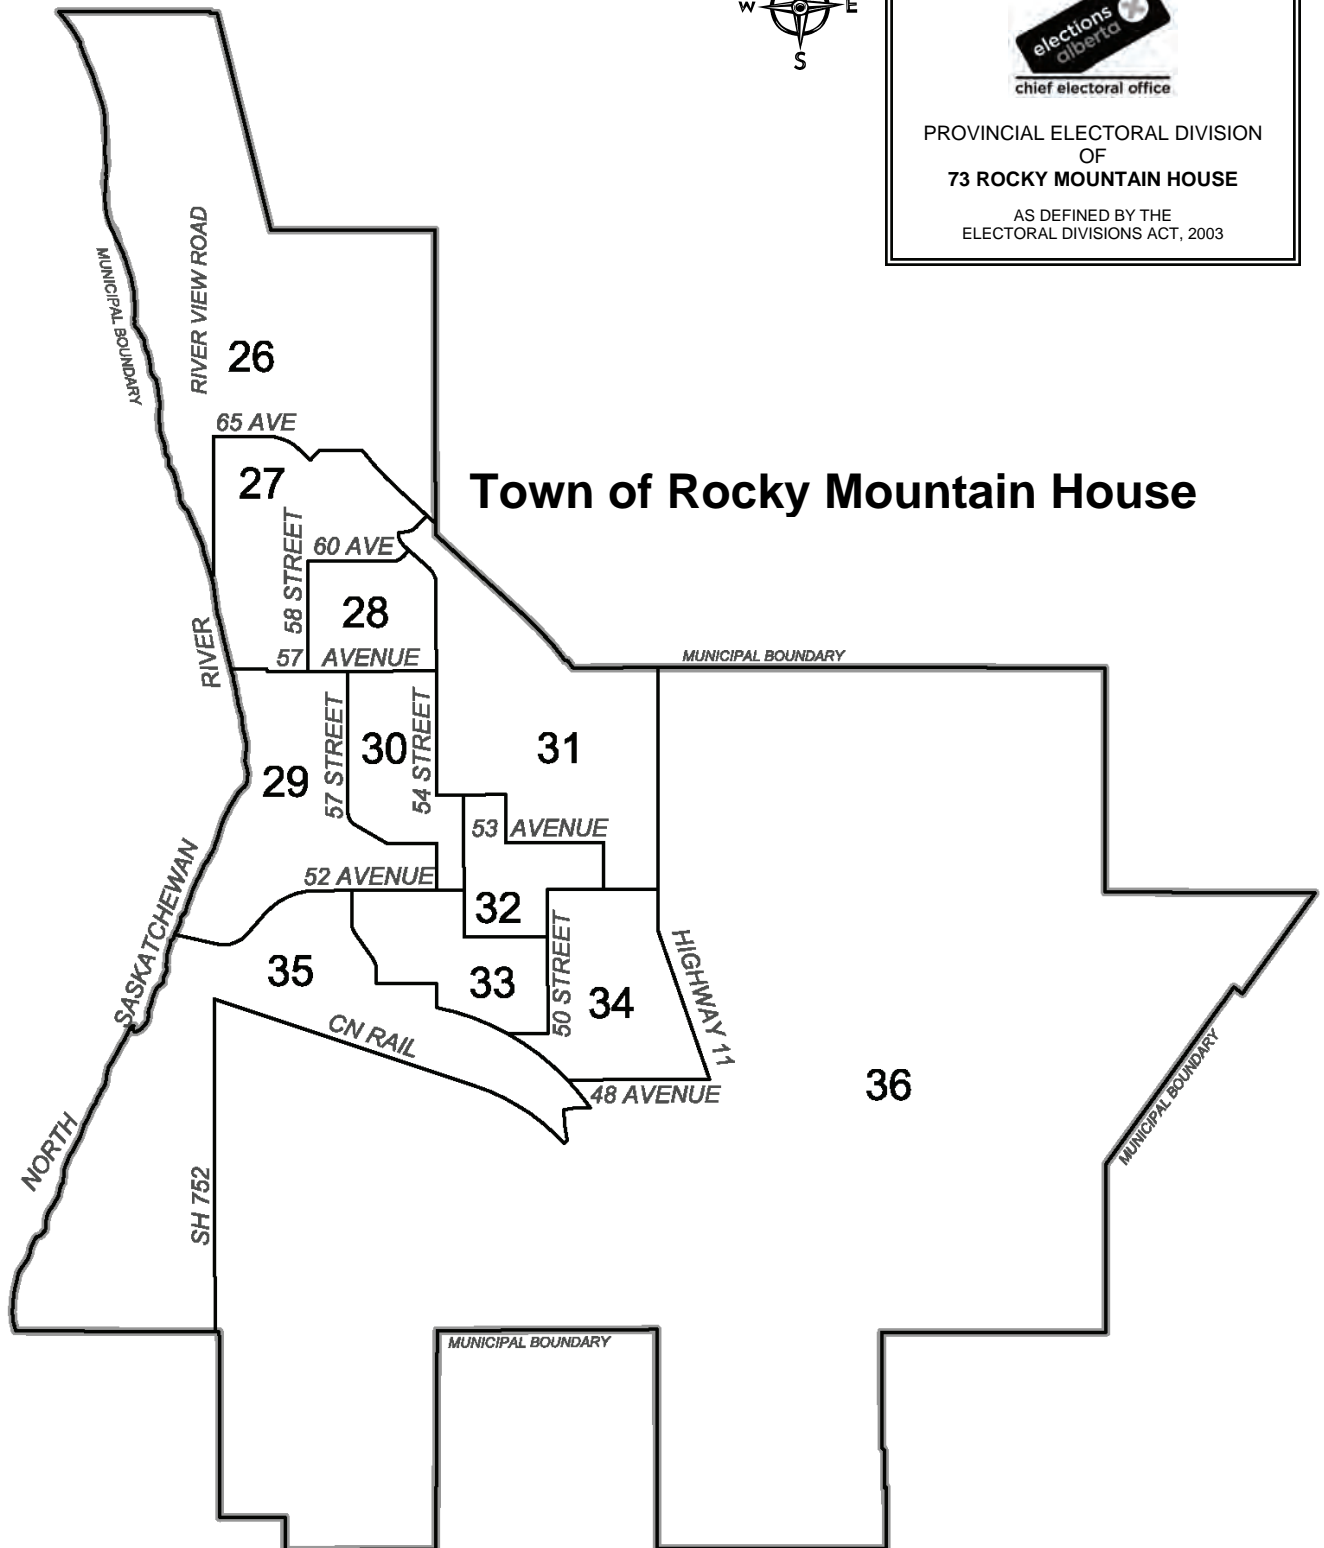 W
E
S
elections
alberta
chief electoral office
PROVINCIAL ELECTORAL DIVISION
OF
73 ROCKY MOUNTAIN HOUSE
AS DEFINED BY THE
ELECTORAL DIVISIONS ACT, 2003
MUNICIPAL BOUNDARY
RIVER VIEW ROAD
26
65 AVE
27
Town of Rocky Mountain House
58 STREET
60 AVE
28
RIVER
57 AVENUE
MUNICIPAL BOUNDARY
57 STREET
30
54 STREET
31
29
53 AVENUE
52 AVENUE
32
NORTH SASKATCHEWAN
35
33
50 STREET
34
HIGHWAY 11
CN RAIL
48 AVENUE
36
MUNICIPAL BOUNDARY
SH 752
MUNICIPAL BOUNDARY